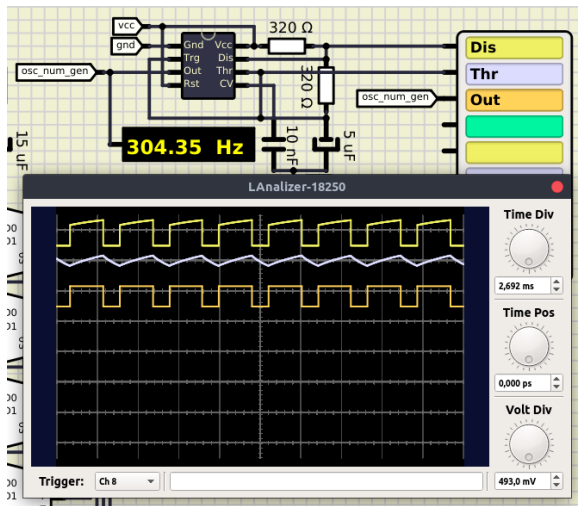 vcc
gnd
osc_num_gen
Gnd Vcc
Trg Dis
Out Thr
Rst CV
320 Ω
320 Ω
304.35 Hz
10 nF
5 uF
15 uF
osc_num_gen
Dis
Thr
Out
LAnalizer-18250
Time Div
2,692 ms
Time Pos
0,000 ps
Volt Div
493,0 mV
Trigger: Ch 8